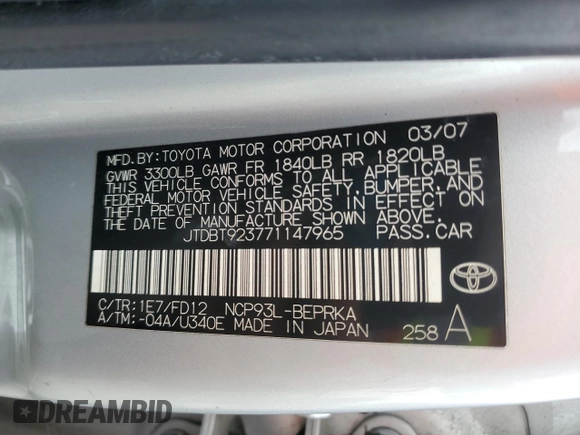 MFD. BY: TOYOTA MOTOR CORPORATION 03/07
GVWR 3300LB GAWR FR 1840LB RR 1820LB
THIS VEHICLE CONFORMS TO ALL APPLICABLE
FEDERAL MOTOR VEHICLE SAFETY, BUMPER, AND
THEFT PREVENTION STANDARDS IN EFFECT ON
THE DATE OF MANUFACTURE SHOWN ABOVE.
JTDBT923771147965 PASS. CAR
C/TR: 1E7/FD12 NCP93L-BEPRKA
A/TM: -04A/U340E MADE IN JAPAN 258 A
DREAMBID